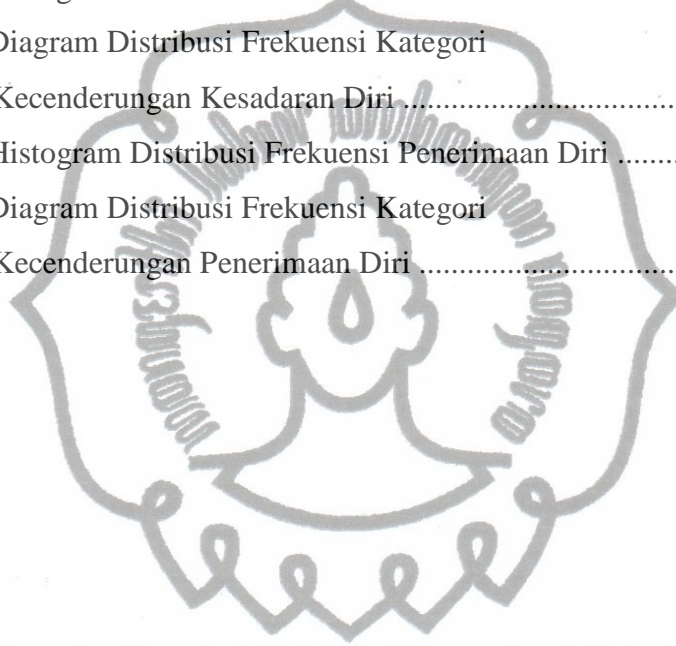 Diagram Distribusi Frekuensi Kategori
Kecenderungan Kesadaran Diri ..................................
Histogram Distribusi Frekuensi Penerimaan Diri ........
Diagram Distribusi Frekuensi Kategori
Kecenderungan Penerimaan Diri ................................